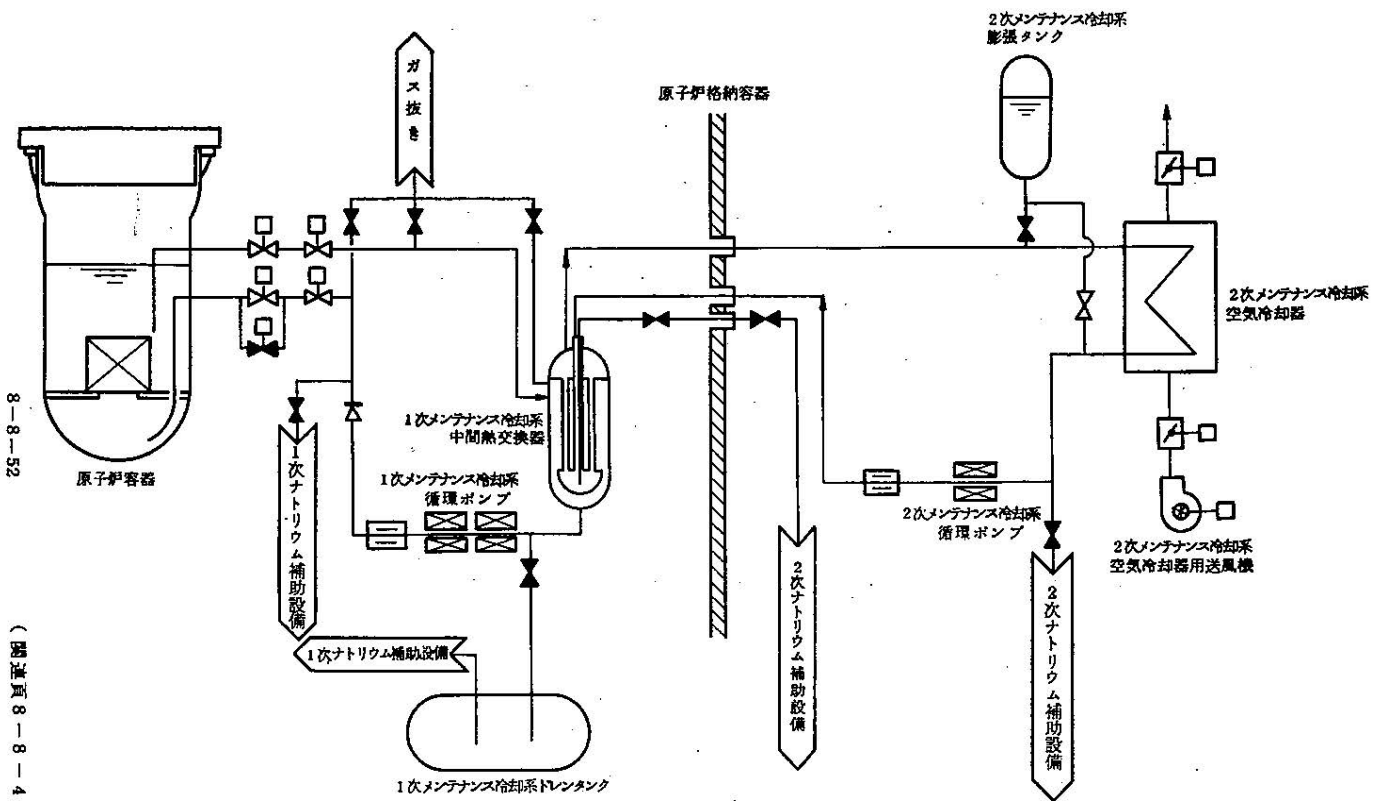 2次メンテナンス冷却系
膨張タンク
ガス抜き
原子炉格納容器
2次メンテナンス冷却系
空気冷却器
1次メンテナンス冷却系
中間熱交換器
原子炉容器
1次メンテナンス冷却系
循環ポンプ
1次ナトリウム補助設備
2次メンテナンス冷却系
循環ポンプ
2次メンテナンス冷却系
空気冷却器用送風機
2次ナトリウム補助設備
2次ナトリウム補助設備
1次ナトリウム補助設備
1次メンテナンス冷却系ドレンタンク
8-8-52
(関連頁8-8-4